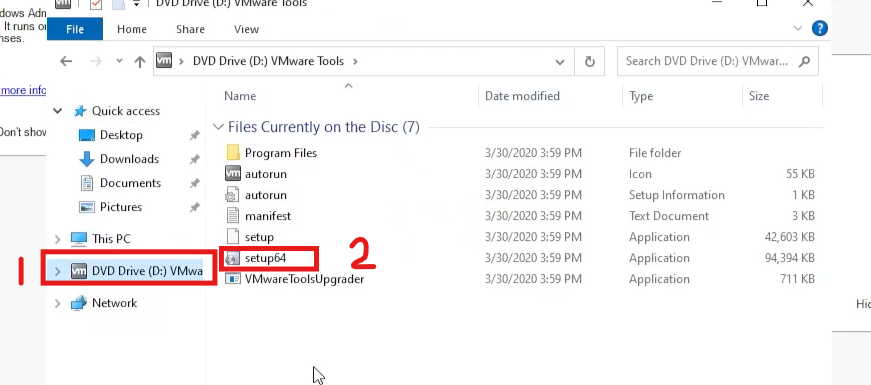 DVD Drive (D:) VMware Tools
dows Adm
It runs o
nses.
File Home Share View
vm DVD Drive (D:) VMware Tools Search DVD Drive (D:) VMwar...
more info
Don't show
Name Date modified Type Size
Quick access
Files Currently on the Disc (7)
Desktop
Downloads
Documents
Pictures
This PC
1 DVD Drive (D:) VMwa
Network
Program Files 3/30/2020 3:59 PM File folder
autorun 3/30/2020 3:59 PM Icon 55 KB
autorun 3/30/2020 3:59 PM Setup Information 1 KB
manifest 3/30/2020 3:59 PM Text Document 3 KB
setup 3/30/2020 3:59 PM Application 42,603 KB
setup64 2 3/30/2020 3:59 PM Application 94,394 KB
VMwareToolsUpgrader 3/30/2020 3:59 PM Application 711 KB
Hid